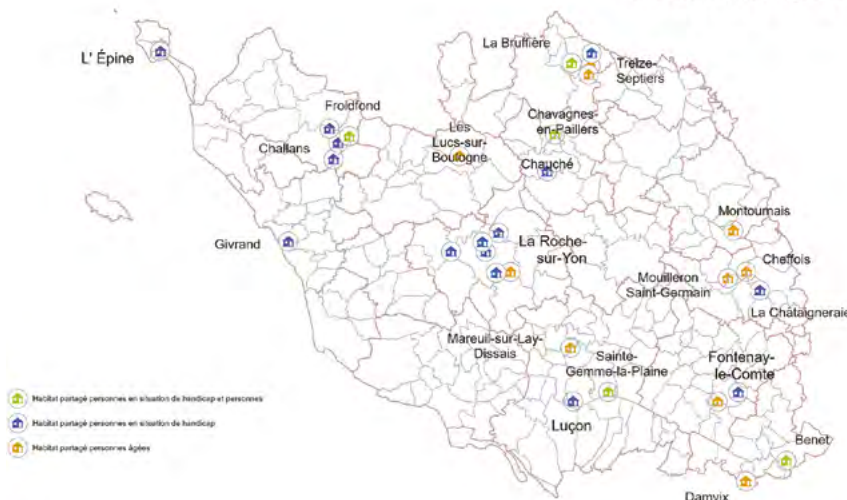 La Bruffière
L' Épine
Treize-
Septiers
Froidfond
Chavagnes-
en-Paillers
Les
Lucs-sur-
Boulogne
Challans
Chauché
Montournais
Givrand
La Roche-
sur-Yon
Cheffois
Mouilleron
Saint-Germain
La Châtaigneraie
Mareuil-sur-Lay-
Dissais
Sainte-
Gemme-la-Plaine
Fontenay-
le-Comte
Habitat partagé personnes en situation de handicap et personnes
Habitat partagé personnes en situation de handicap
Luçon
Habitat partagé personnes âgées
Benet
Damvix